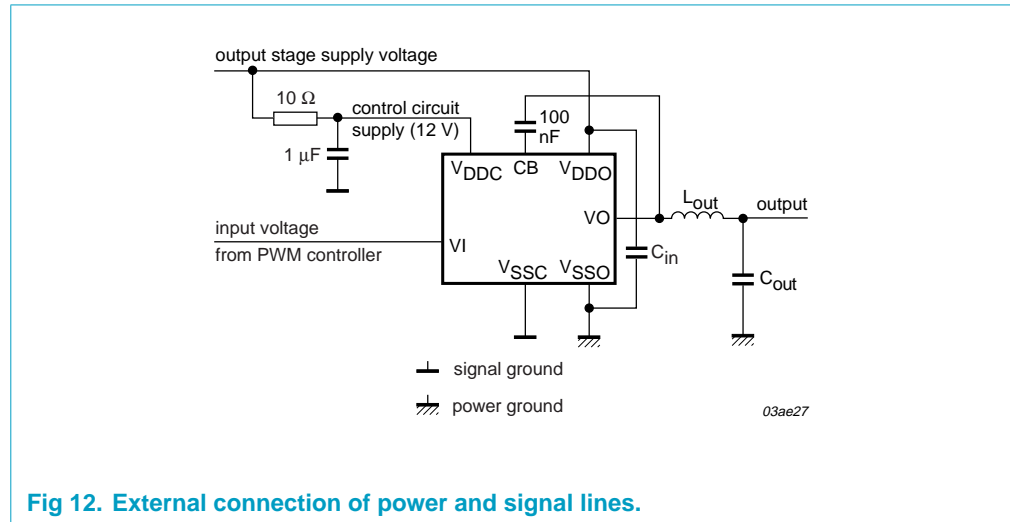 output stage supply voltage
10 Ω
control circuit
supply (12 V)
1 μF
100
nF
VDDC CB VDDO
VO
Lout
output
input voltage
from PWM controller
VI
VSSC VSSO
Cin
Cout
signal ground
power ground
03ae27
Fig 12. External connection of power and signal lines.